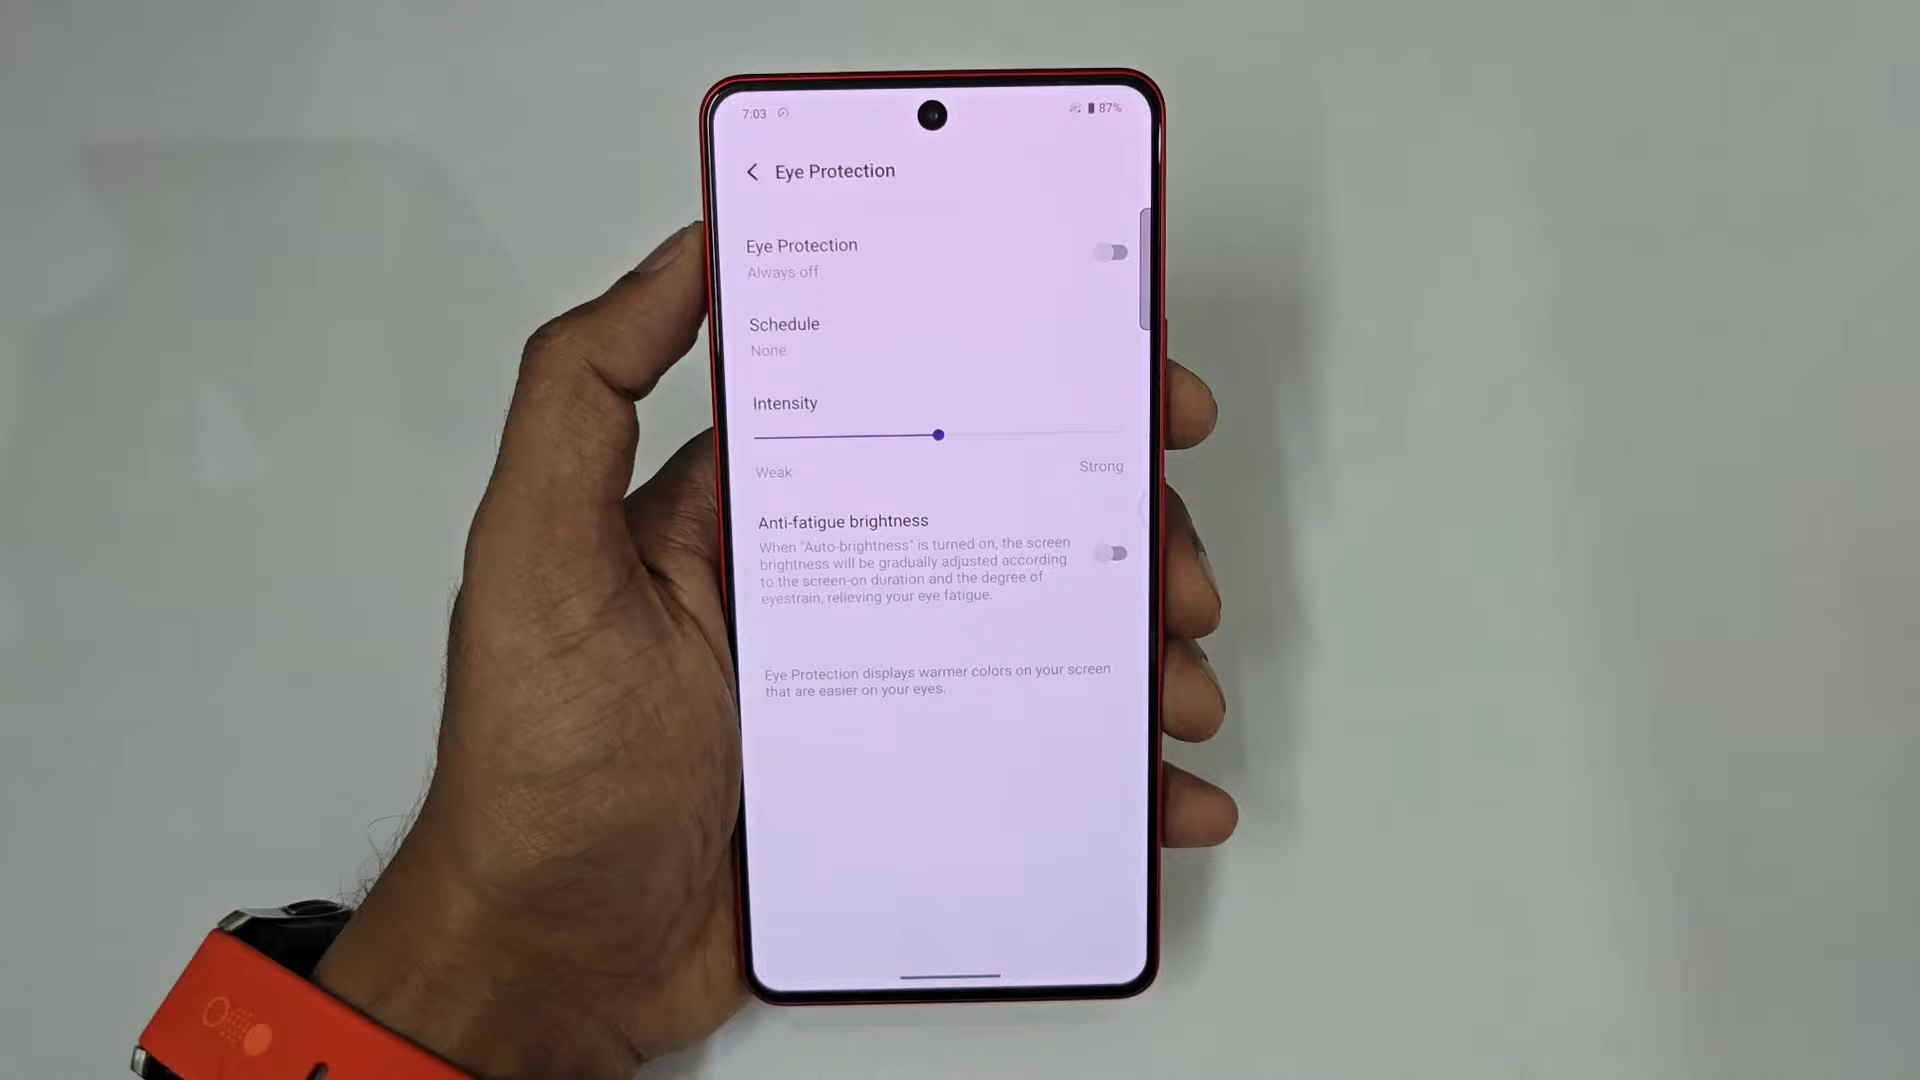 7:03 87%
Eye Protection
Eye Protection
Always off
Schedule
None
Intensity
Weak Strong
Anti-fatigue brightness
When "Auto-brightness" is turned on, the screen
brightness will be gradually adjusted according
to the screen-on duration and the degree of
eyestrain, relieving your eye fatigue.
Eye Protection displays warmer colors on your screen
that are easier on your eyes.